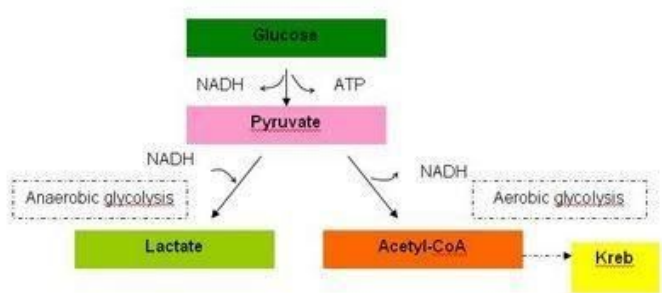 Glucose
NADH ATP
Pyruvate
NADH
NADH
Anaerobic glycolysis
Aerobic glycolysis
Lactate
Acetyl-CoA
Kreb